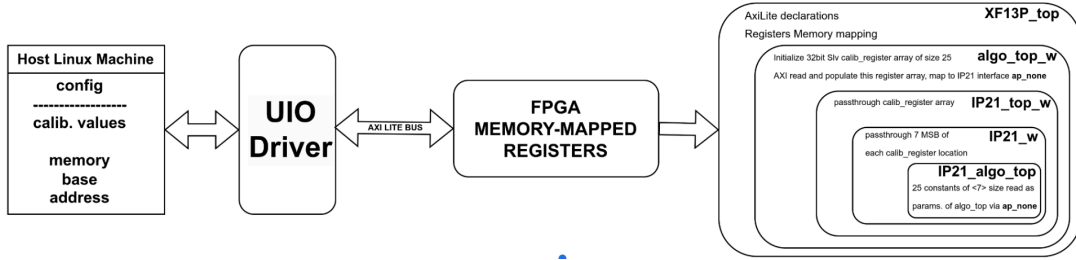 Host Linux Machine
config
------------------
calib. values
memory
base
address
UIO
Driver
AXI LITE BUS
FPGA
MEMORY-MAPPED
REGISTERS
AxiLite declarations
XF13P_top
Registers Memory mapping
Initialize 32bit Slv calib_register array of size 25
algo_top_w
AXI read and populate this register array, map to IP21 interface ap_none
passthrough calib_register array
IP21_top_w
passthrough 7 MSB of
IP21_w
each calib_register location
IP21_algo_top
25 constants of <7> size read as
params. of algo_top via ap_none